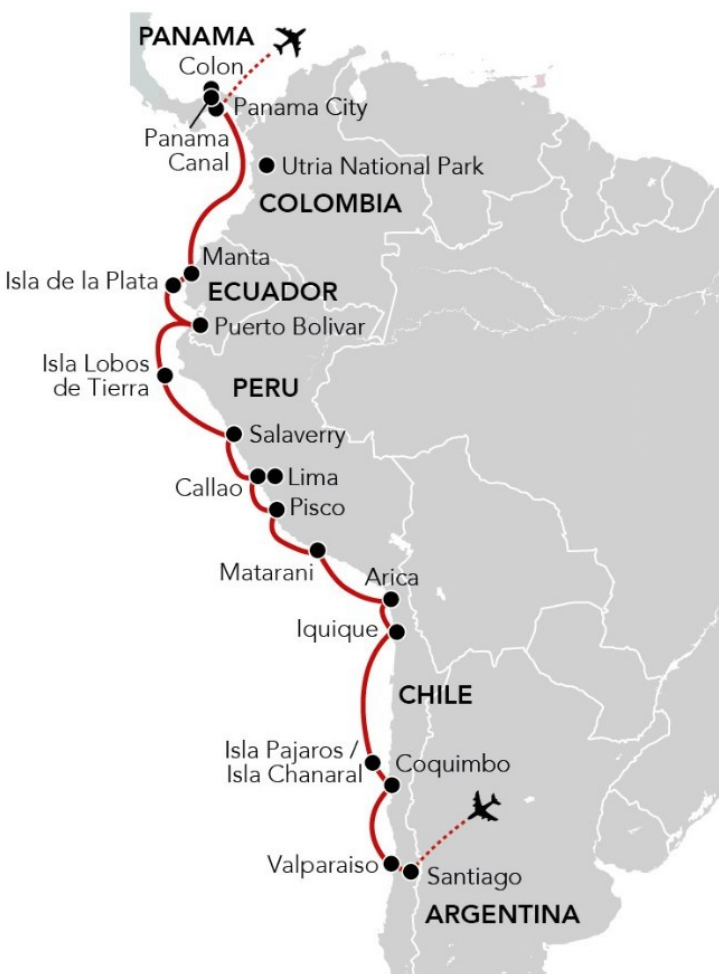 PANAMA
Colon
Panama City
Panama
Canal
Utria National Park
COLOMBIA
Manta
Isla de la Plata
ECUADOR
Puerto Bolivar
Isla Lobos
de Tierra
PERU
Salaverry
Lima
Callao
Pisco
Matarani
Arica
Iquique
CHILE
Isla Pajaros /
Isla Chanaral
Coquimbo
Valparaiso
Santiago
ARGENTINA